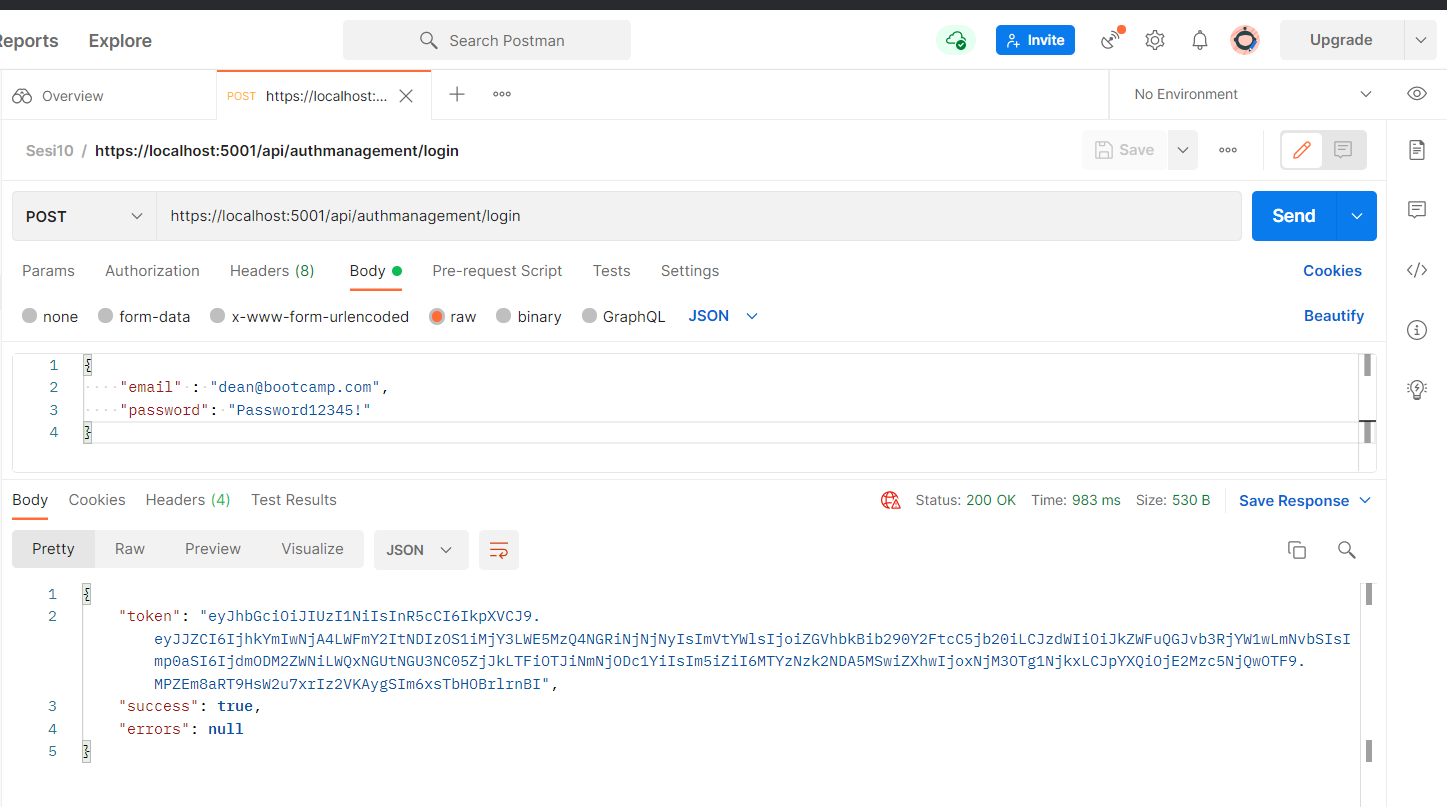 Reports Explore Search Postman Invite Upgrade
Overview POST https://localhost:... No Environment
Sesi10 / https://localhost:5001/api/authmanagement/login Save
POST https://localhost:5001/api/authmanagement/login Send
Params Authorization Headers (8) Body Pre-request Script Tests Settings Cookies
none form-data x-www-form-urlencoded raw binary GraphQL JSON Beautify
1 {
2 "email" : "dean@bootcamp.com",
3 "password": "Password12345!"
4 }
Body Cookies Headers (4) Test Results Status: 200 OK Time: 983 ms Size: 530 B Save Response
Pretty Raw Preview Visualize JSON
1 {
2 "token": "eyJhbGciOiJIUzI1NiIsInR5cCI6IkpXVCJ9.
eyJJZCI6IjhkYmIwNjA4LWFmY2ItNDIzOS1iMjY3LWE5MzQ4NGRiNjNjNyIsImVtYWlsIjoiZGVhbkBib290Y2FtcC5jb20iLCJzdWIiOiJkZWFuQGJvb3RjYW1wLmNvbSIsI
mp0aSI6IjdmODM2ZWNiLWQxNGUtNGU3NC05ZjJkLTFiOTJiNmNjODc1YiIsIm5iZiI6MTYzNzk2NDA5MSwiZXhwIjoxNjM3OTg1NjkxLCJpYXQiOjE2Mzc5NjQwOTF9.
MPZEm8aRT9HsW2u7xrIz2VKAygSIm6xsTbHOBrlrnBI",
3 "success": true,
4 "errors": null
5 }